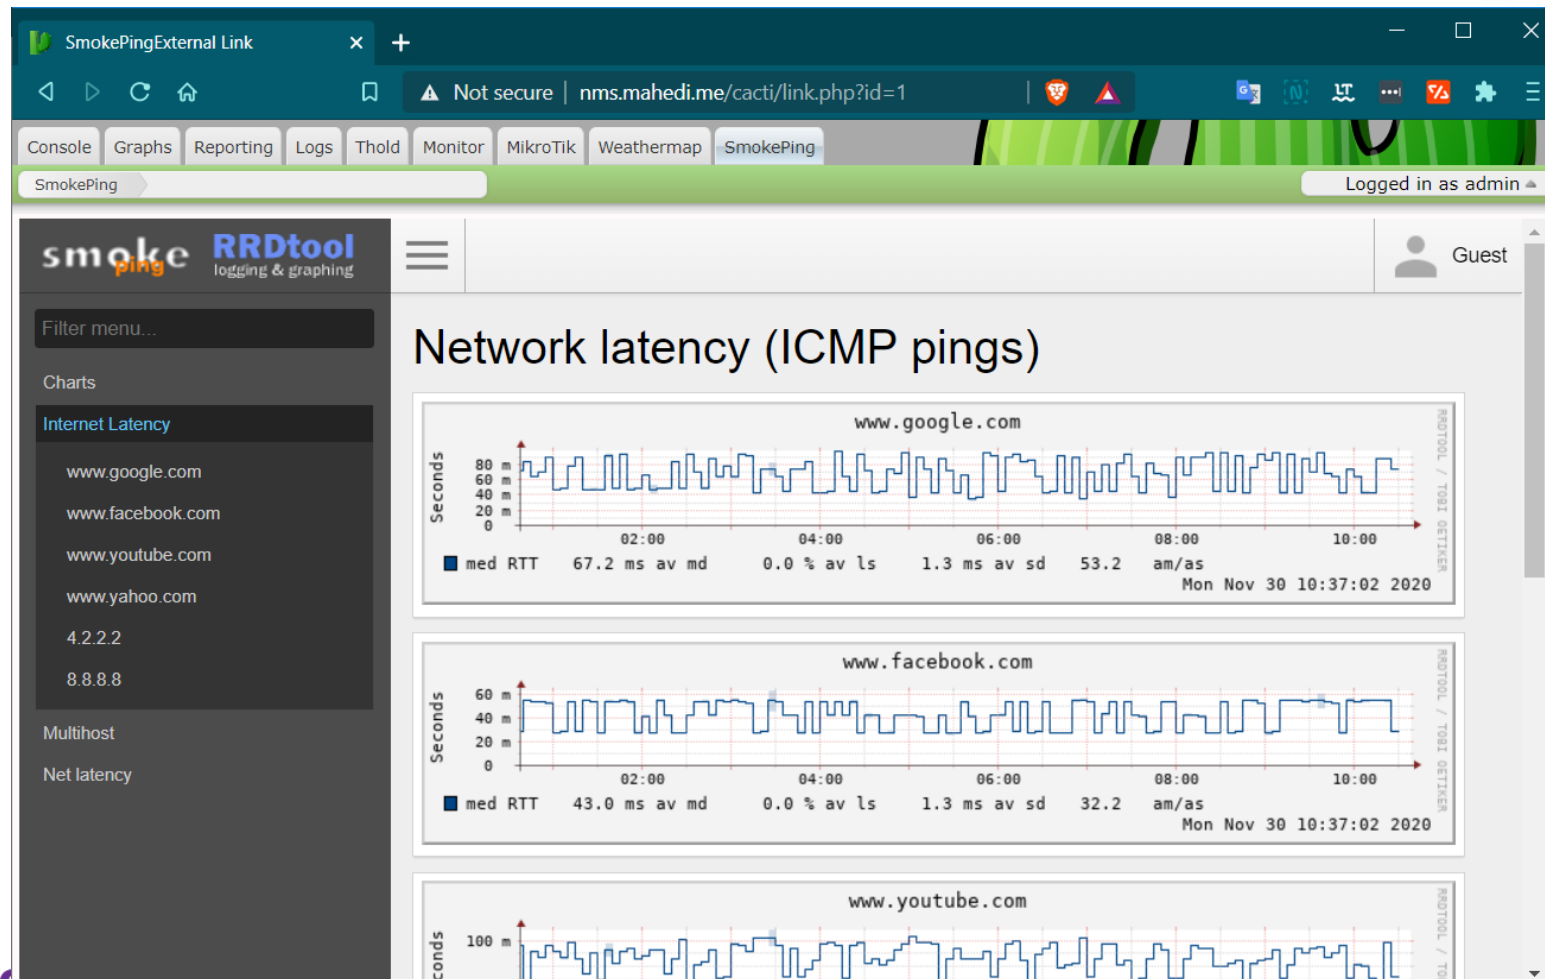 SmokePingExternal Link
Not secure | nms.mahedi.me/cacti/link.php?id=1
Console Graphs Reporting Logs Thold Monitor MikroTik Weathermap SmokePing
SmokePing
Logged in as admin
smoke ping RRDtool logging & graphing
Guest
Filter menu...
Charts
Internet Latency
www.google.com
www.facebook.com
www.youtube.com
www.yahoo.com
4.2.2.2
8.8.8.8
Multihost
Net latency
Network latency (ICMP pings)
www.google.com
Seconds
80 m
60 m
40 m
20 m
0
02:00 04:00 06:00 08:00 10:00
med RTT 67.2 ms av md 0.0 % av ls 1.3 ms av sd 53.2 am/as
Mon Nov 30 10:37:02 2020
RRDTOOL / TOBI OETIKER
www.facebook.com
Seconds
60 m
40 m
20 m
0
02:00 04:00 06:00 08:00 10:00
med RTT 43.0 ms av md 0.0 % av ls 1.3 ms av sd 32.2 am/as
Mon Nov 30 10:37:02 2020
RRDTOOL / TOBI OETIKER
www.youtube.com
100 m
RRDTOOL /